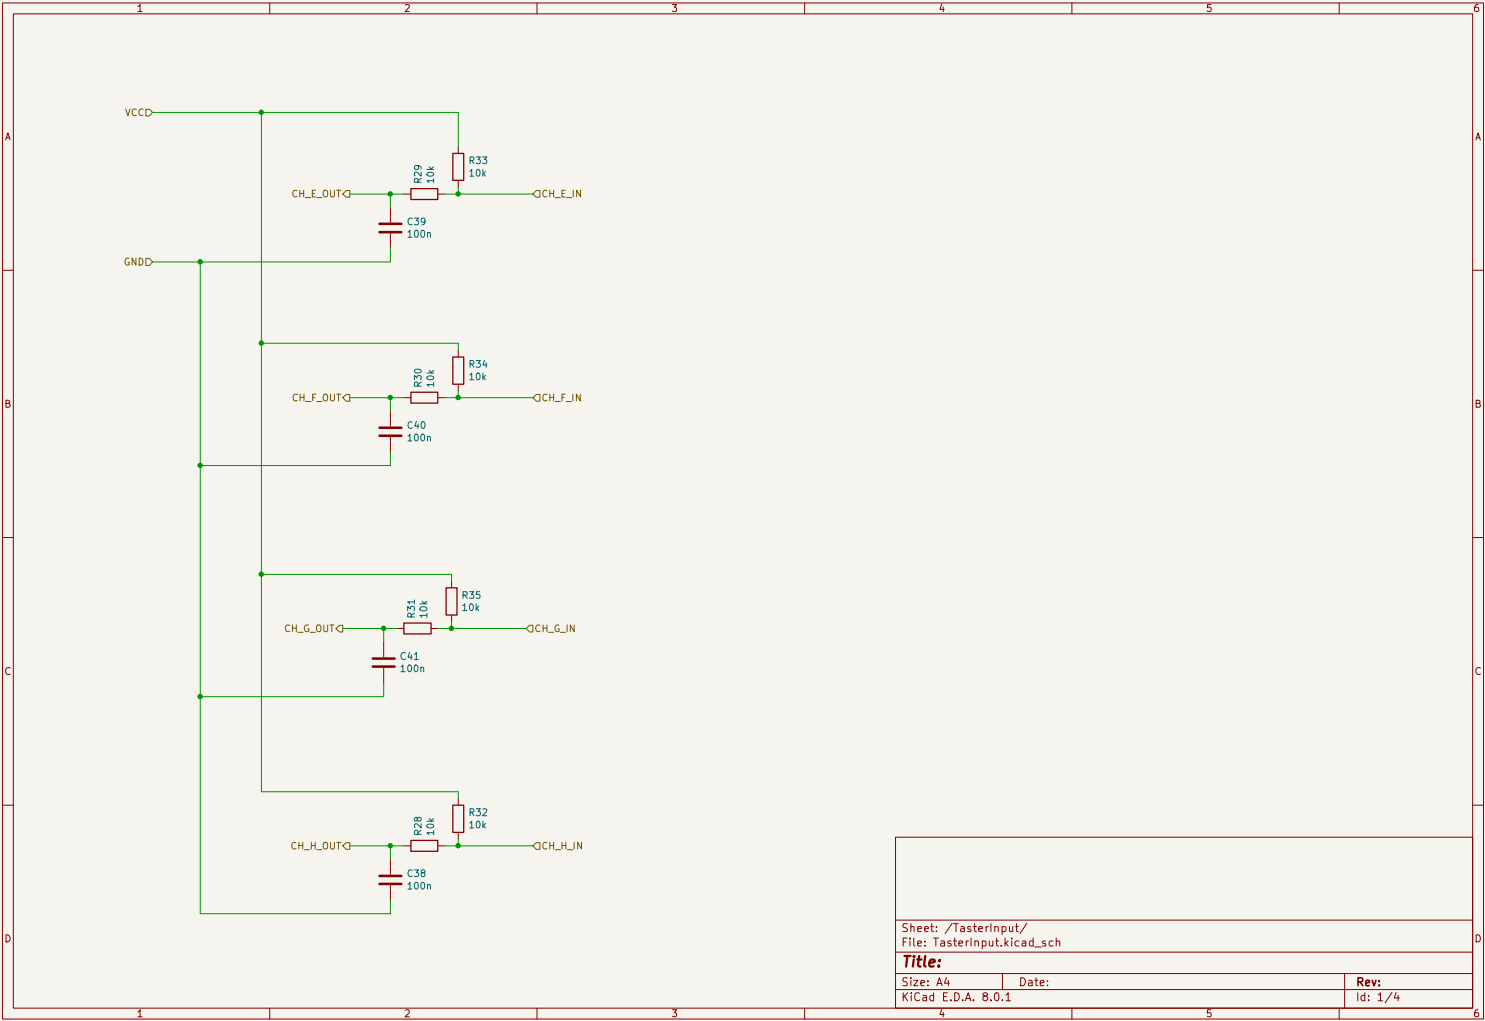 1 2 3 4 5 6
VCC
A A
R33
10k
R29
10k
CH_E_OUT
CH_E_IN
C39
100n
GND
R34
10k
R30
10k
CH_F_OUT
CH_F_IN
B B
C40
100n
R35
10k
R31
10k
CH_G_OUT
CH_G_IN
C41
100n
C C
R32
10k
R28
10k
CH_H_OUT
CH_H_IN
C38
100n
D D
Sheet: /TasterInput/
File: TasterInput.kicad_sch
Title:
Size: A4 Date: Rev:
KiCad E.D.A. 8.0.1 Id: 1/4
1 2 3 4 5 6